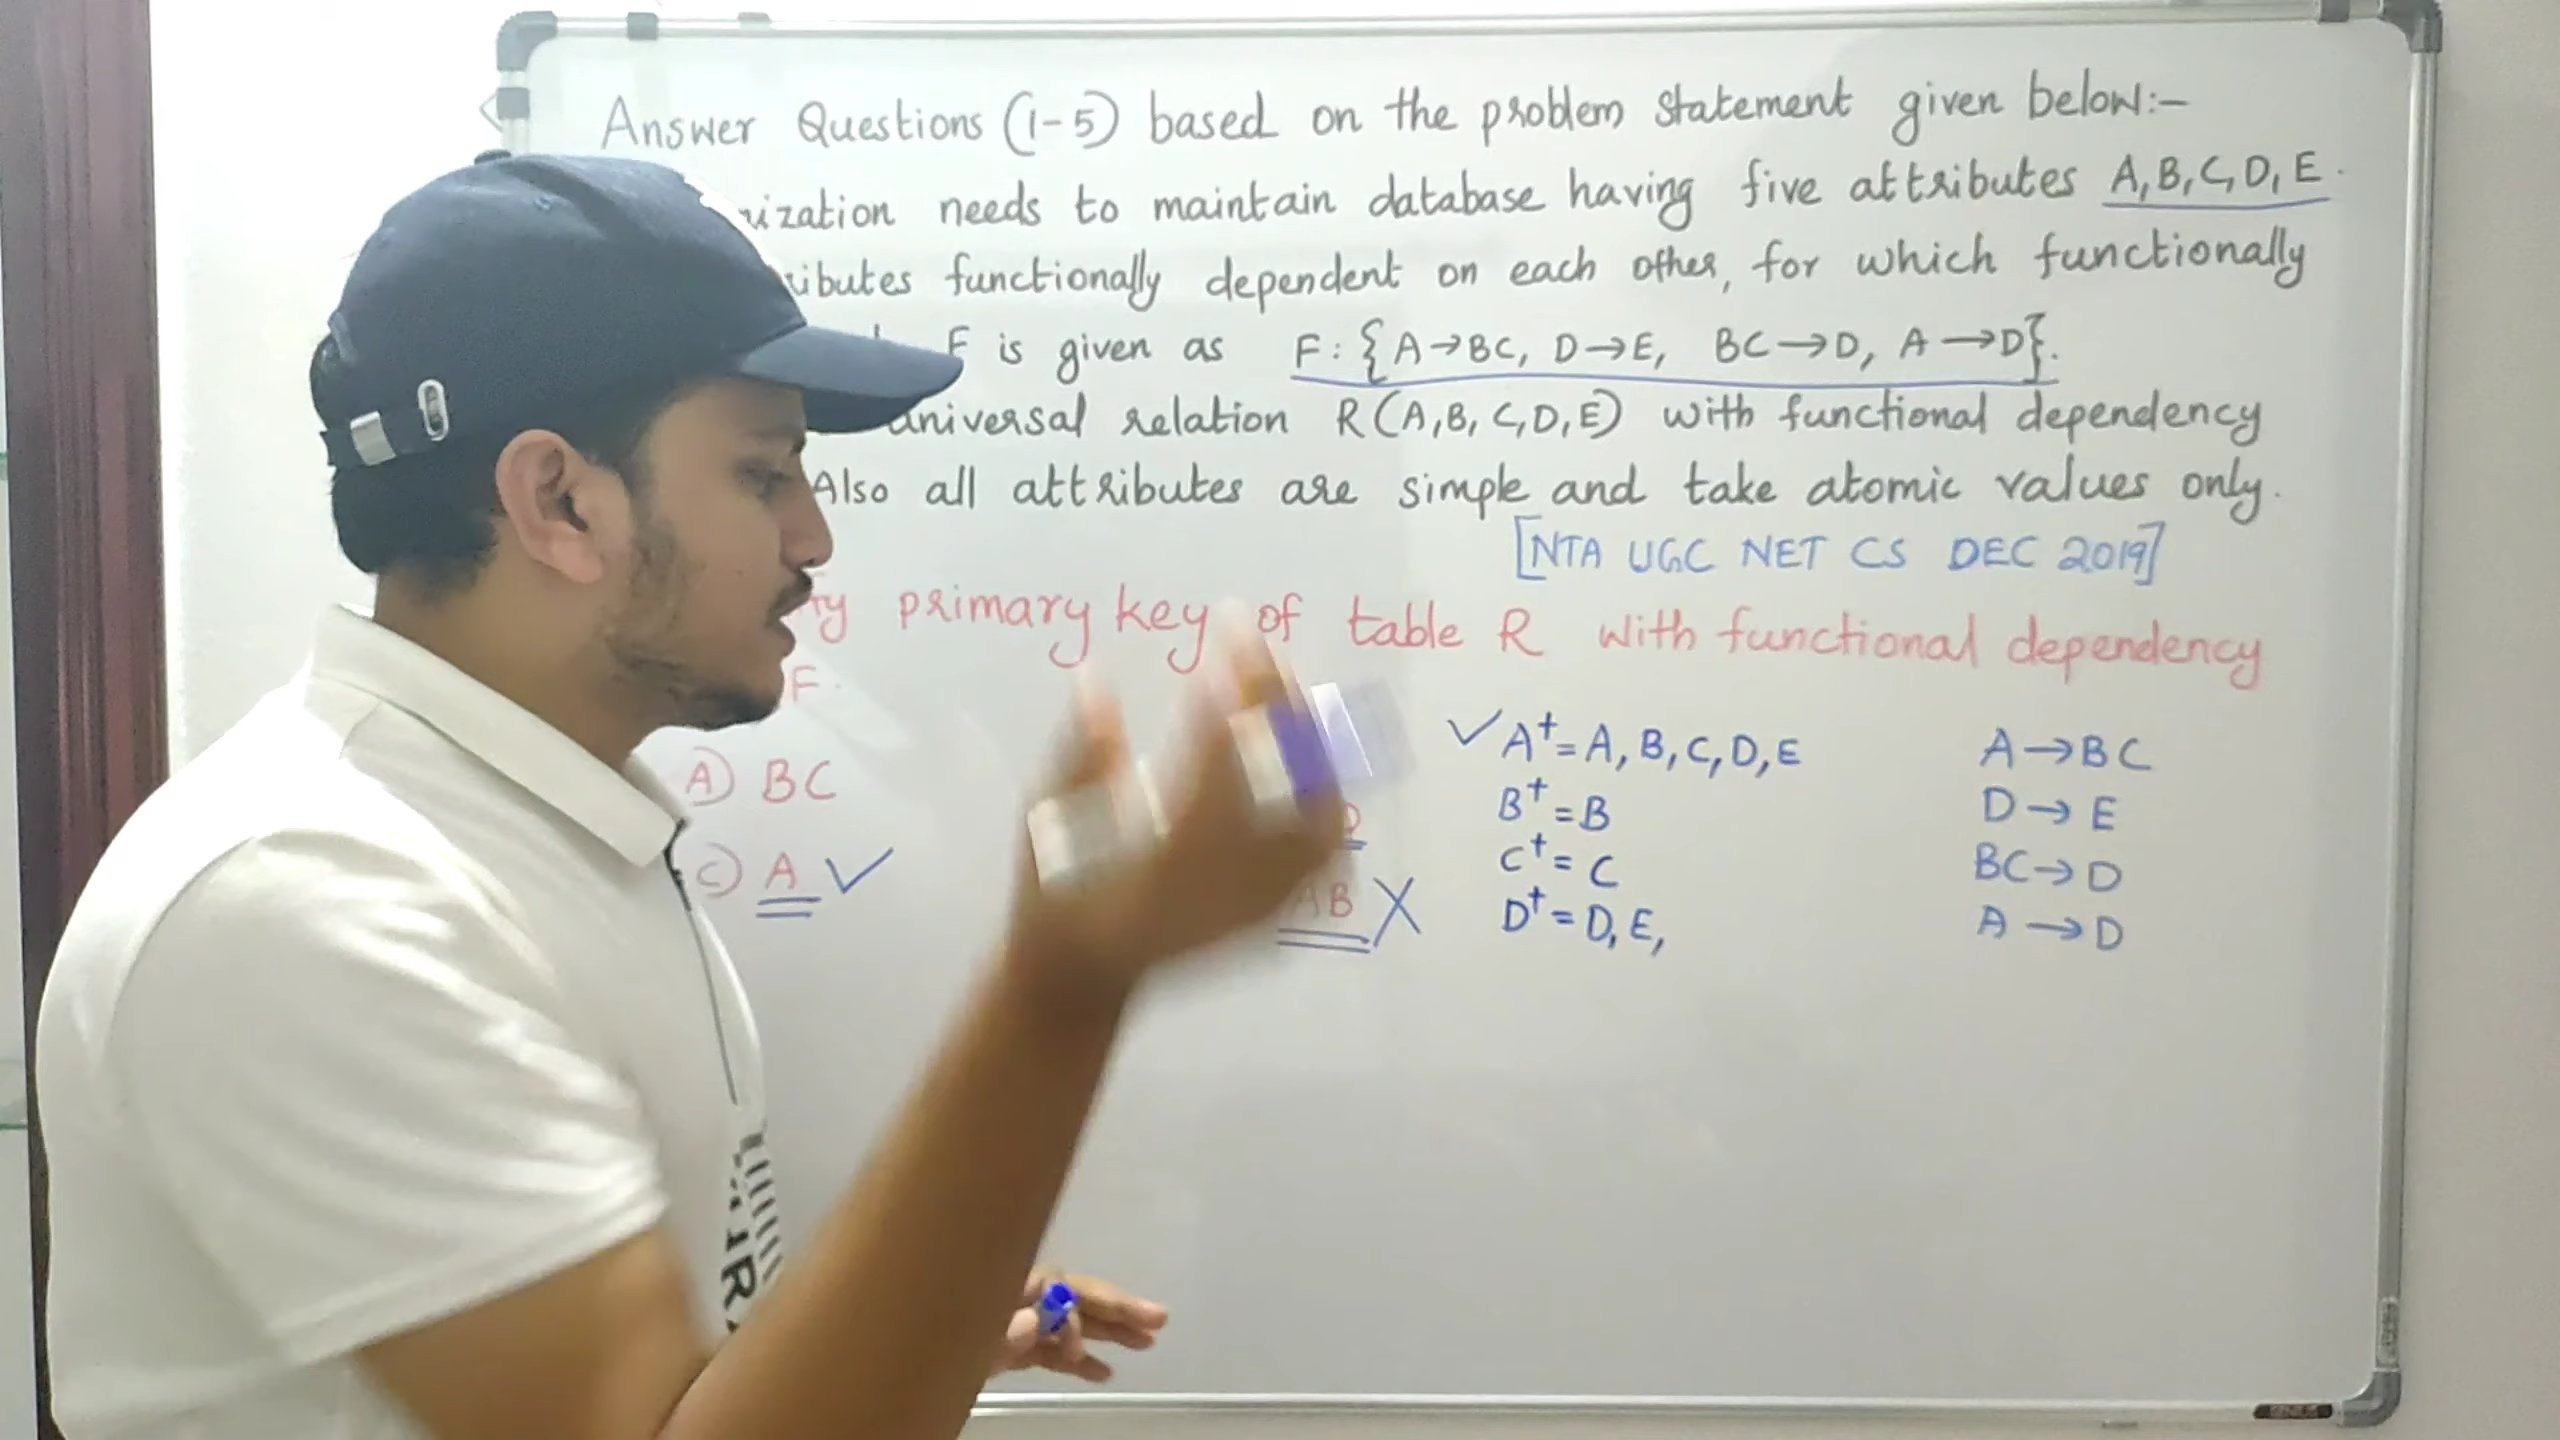 Answer Questions (1-5) based on the problem statement given below:-
needs to maintain database having five attributes A,B,C,D,E.
functionally dependent on each other, for which functionally
F is given as F: {A→BC, D→E, BC→D, A→D}.
universal relation R(A,B,C,D,E) with functional dependency
Also all attributes are simple and take atomic values only.
[NTA UGC NET CS DEC 2019]
primary key of table R with functional dependency
F.
A) BC
C) A ✓
AB X
✓ A⁺ = A, B, C, D, E
B⁺ = B
C⁺ = C
D⁺ = D, E,
A→BC
D→E
BC→D
A→D